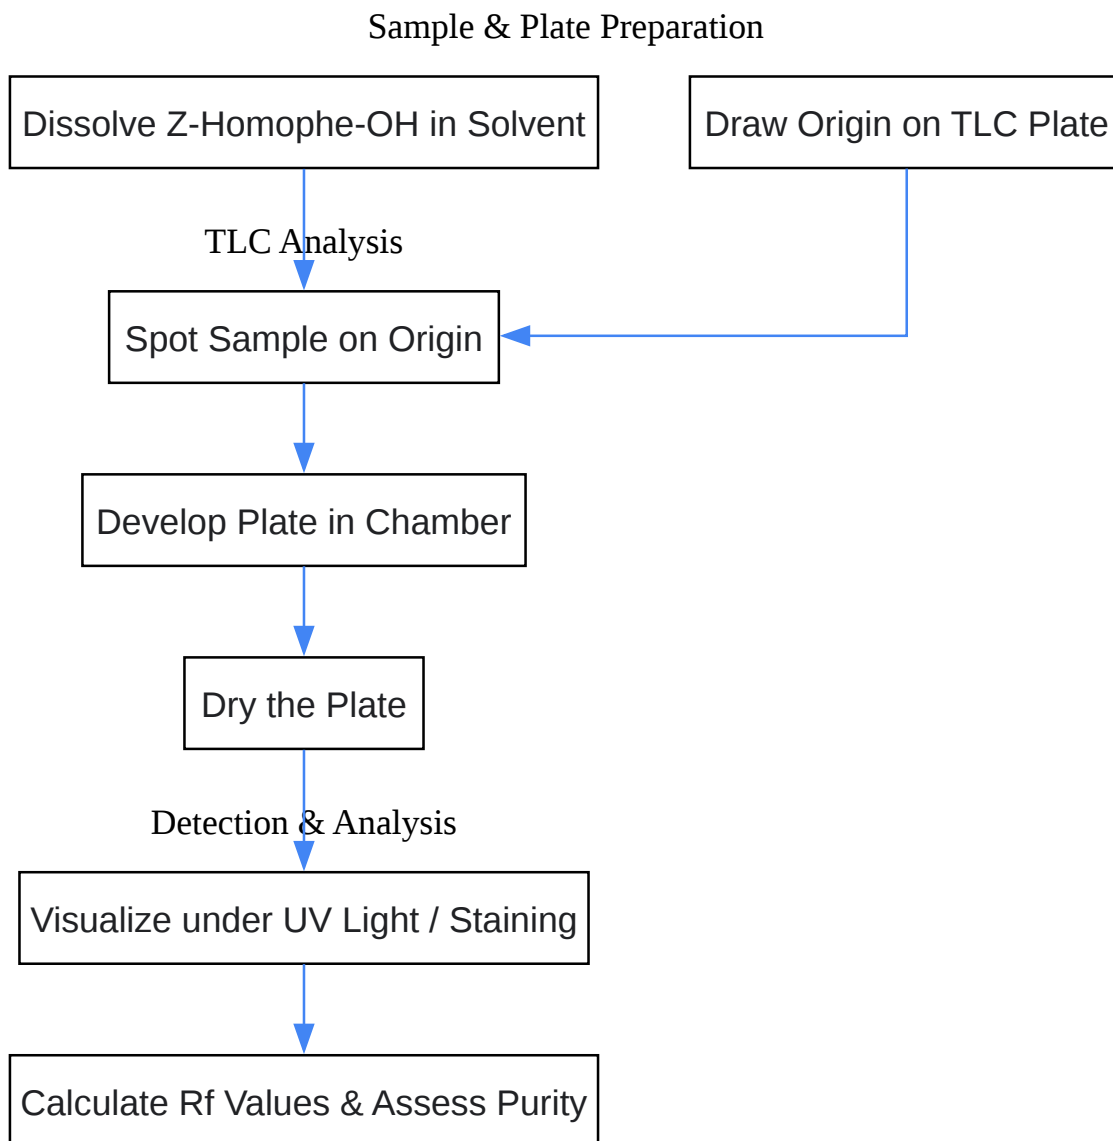 Sample & Plate Preparation
Dissolve Z-Homophe-OH in Solvent
Draw Origin on TLC Plate
TLC Analysis
Spot Sample on Origin
Develop Plate in Chamber
Dry the Plate
Detection & Analysis
Visualize under UV Light / Staining
Calculate Rf Values & Assess Purity